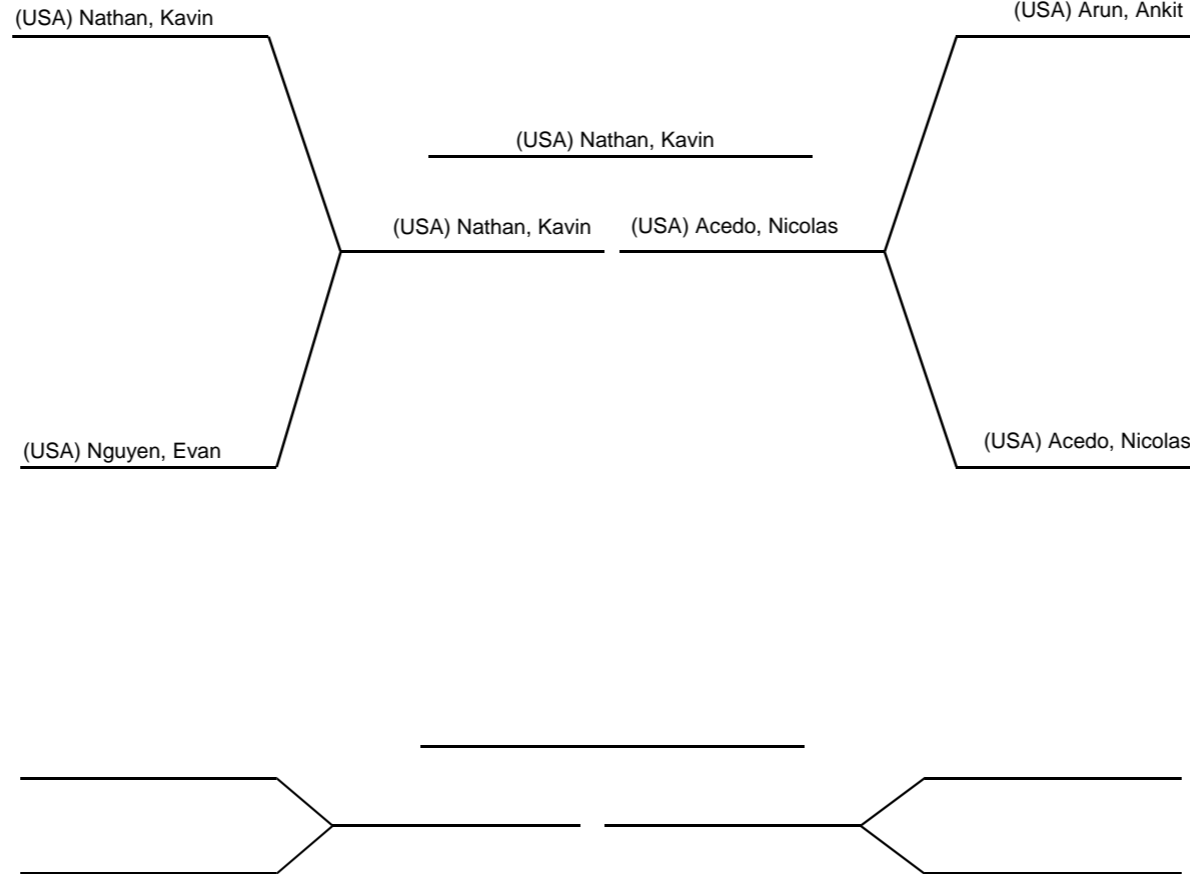 (USA) Nathan, Kavin
(USA) Arun, Ankit
(USA) Nathan, Kavin
(USA) Nathan, Kavin
(USA) Acedo, Nicolas
(USA) Nguyen, Evan
(USA) Acedo, Nicolas